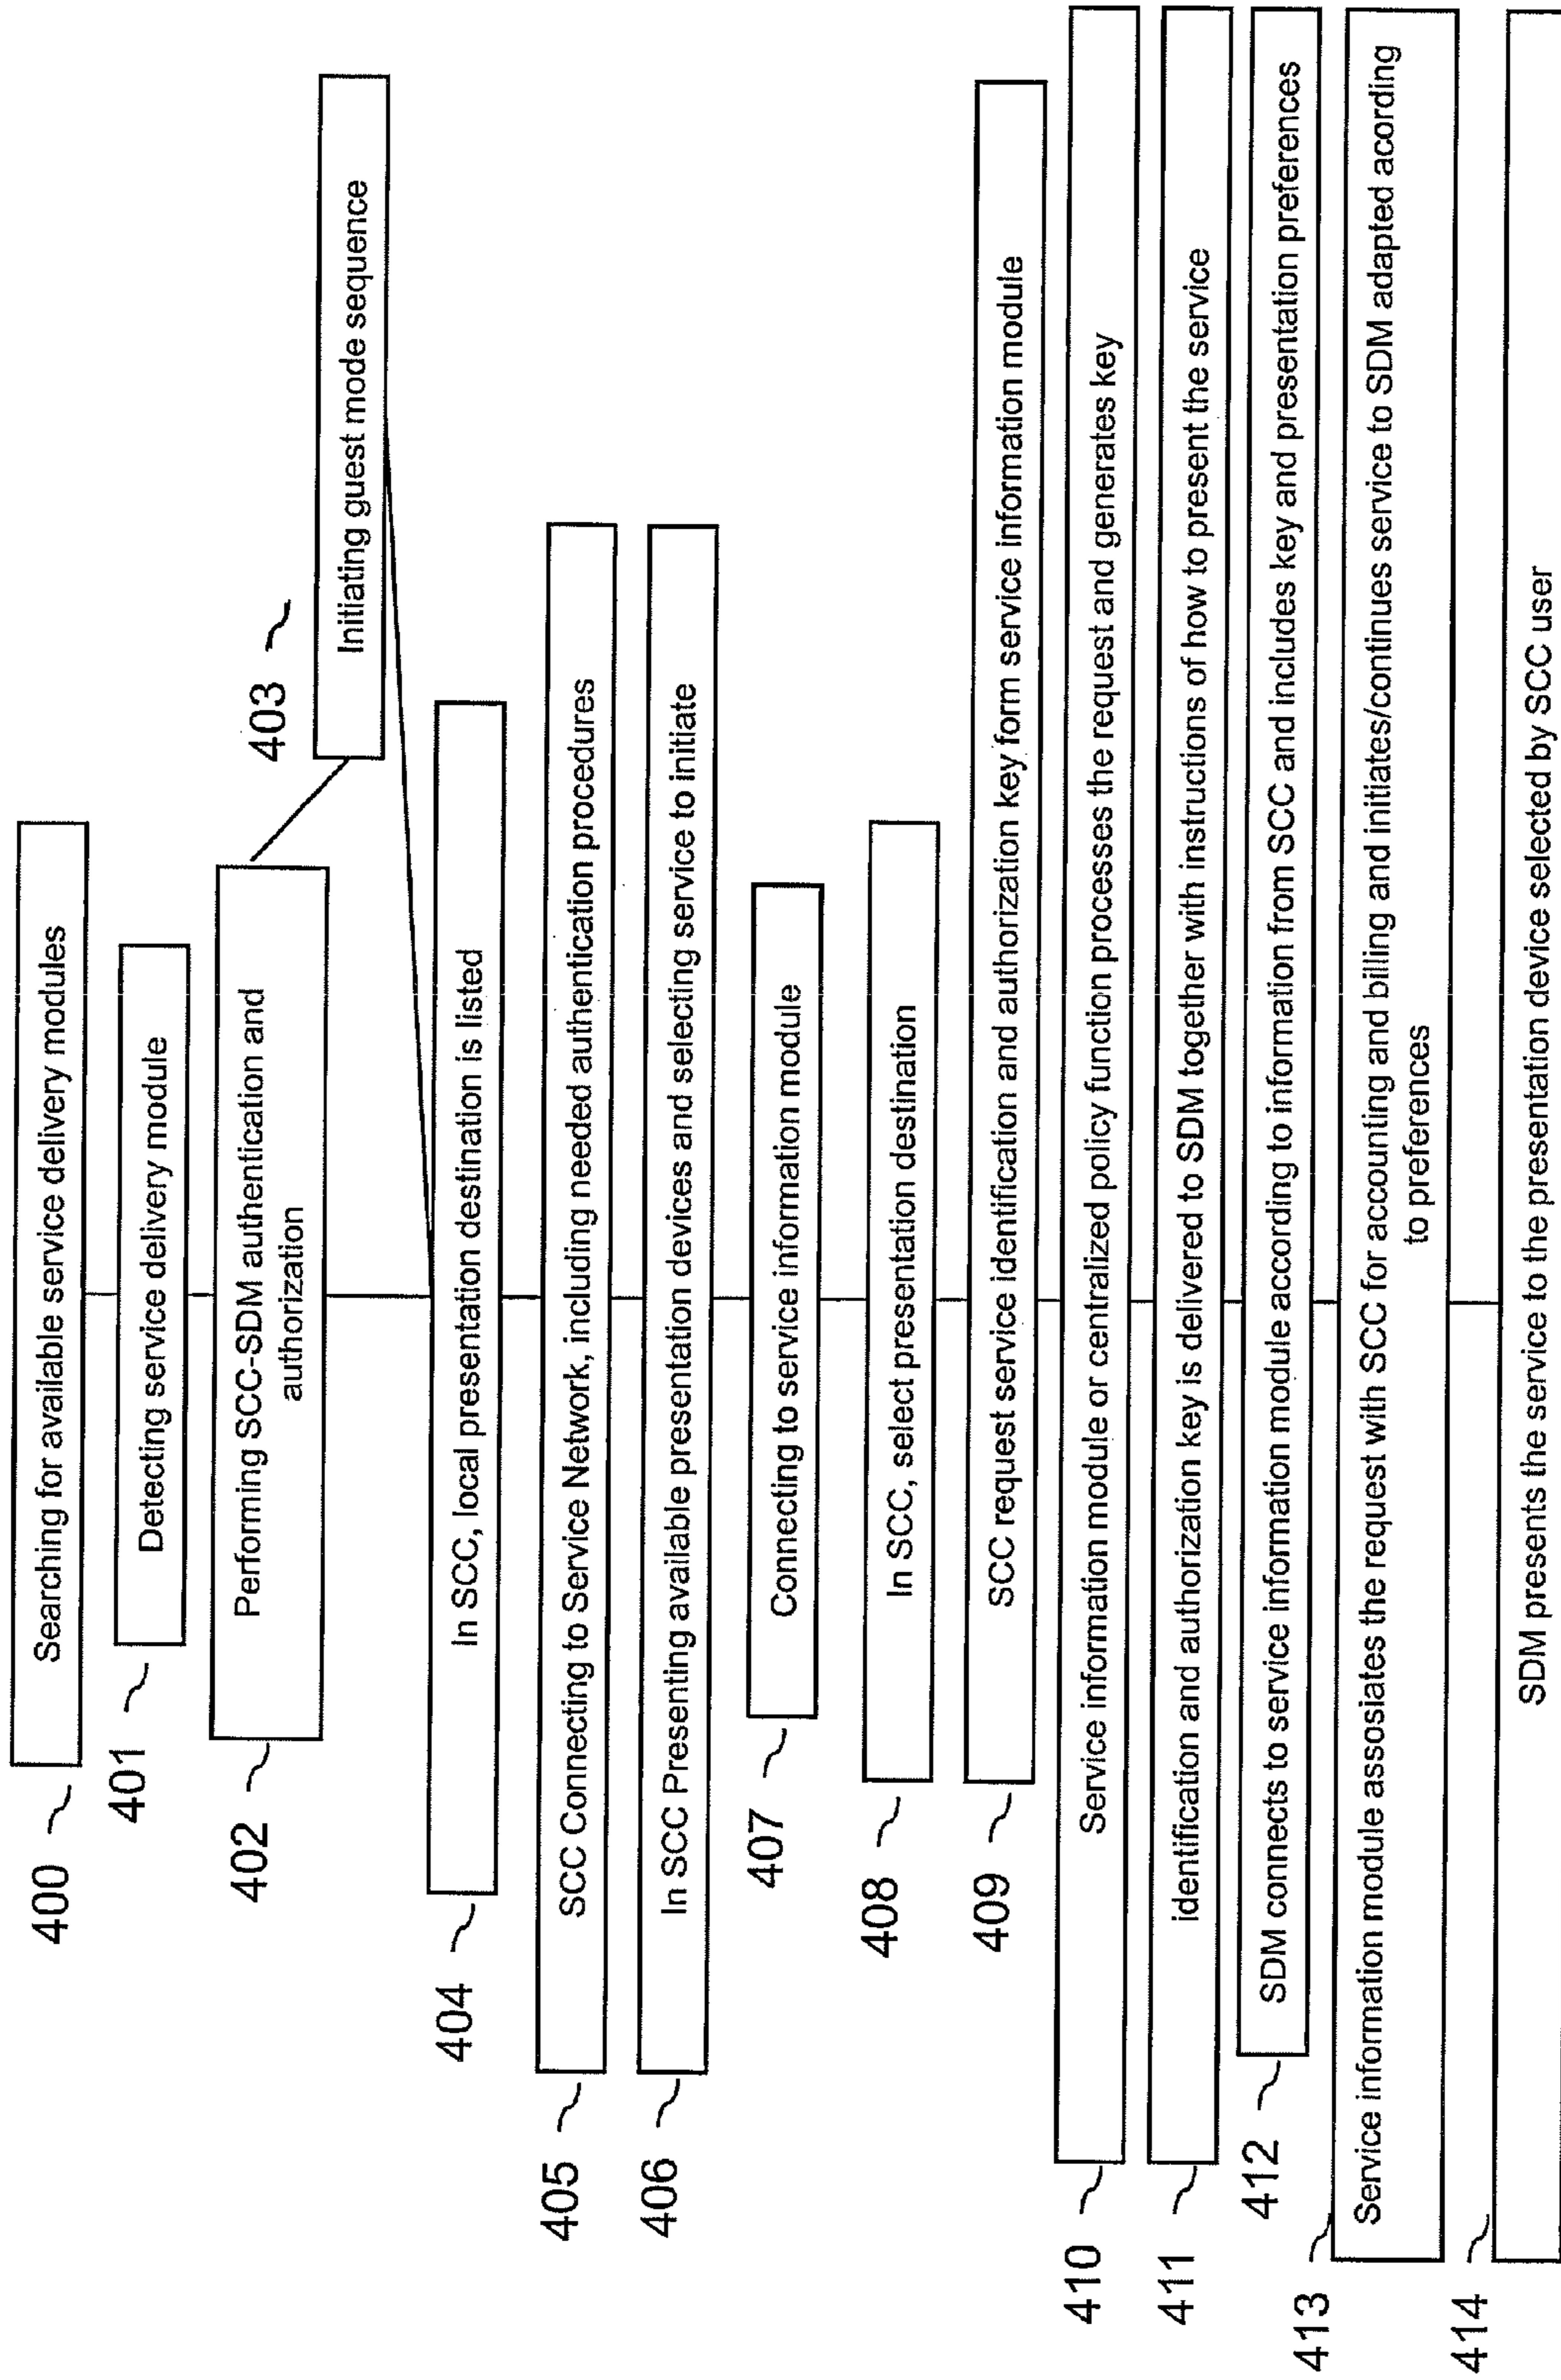 400
Searching for available service delivery modules
401
Detecting service delivery module
402
Performing SCC-SDM authentication and
authorization
403
Initiating guest mode sequence
404
In SCC, local presentation destination is listed
405
SCC Connecting to Service Network, including needed authentication procedures
406
In SCC Presenting available presentation devices and selecting service to initiate
407
Connecting to service information module
408
In SCC, select presentation destination
409
SCC request service identification and authorization key form service information module
410
Service information module or centralized policy function processes the request and generates key
411
identification and authorization key is delivered to SDM together with instructions of how to present the service
412
SDM connects to service information module according to information from SCC and includes key and presentation preferences
413
Service information module assosiates the request with SCC for accounting and billing and initiates/continues service to SDM adapted acording
to preferences
414
SDM presents the service to the presentation device selected by SCC user